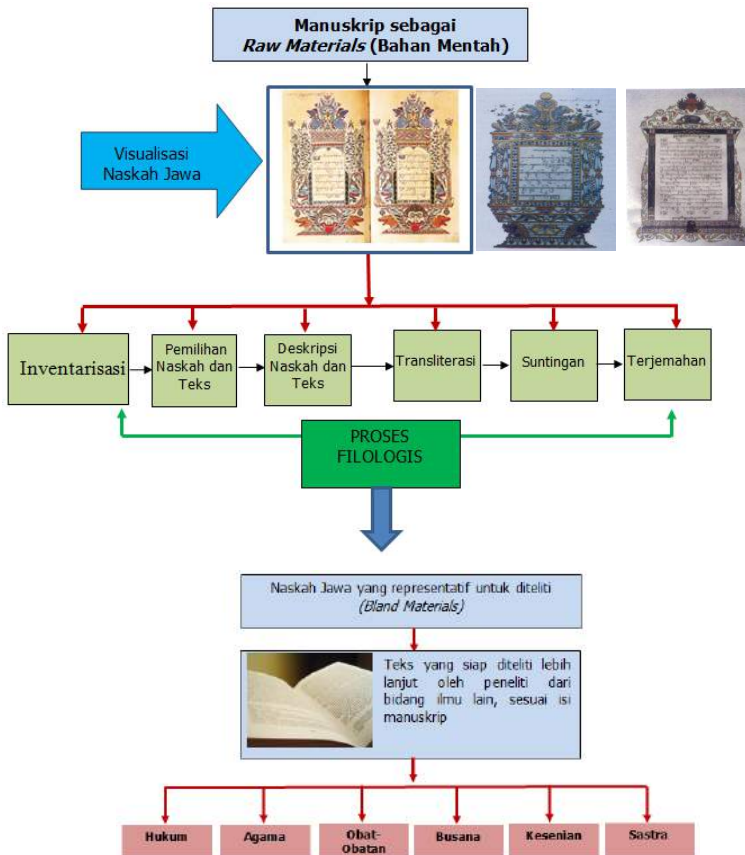 Manuskrip sebagai
Raw Materials (Bahan Mentah)
Visualisasi
Naskah Jawa
Inventarisasi
Pemilihan
Naskah dan
Teks
Deskripsi
Naskah dan
Teks
Transliterasi
Suntingan
Terjemahan
PROSES
FILOLOGIS
Naskah Jawa yang representatif untuk diteliti
(Bland Materials)
Teks yang siap diteliti lebih
lanjut oleh peneliti dari
bidang ilmu lain, sesuai isi
manuskrip
Hukum
Agama
Obat-
Obatan
Busana
Kesenian
Sastra